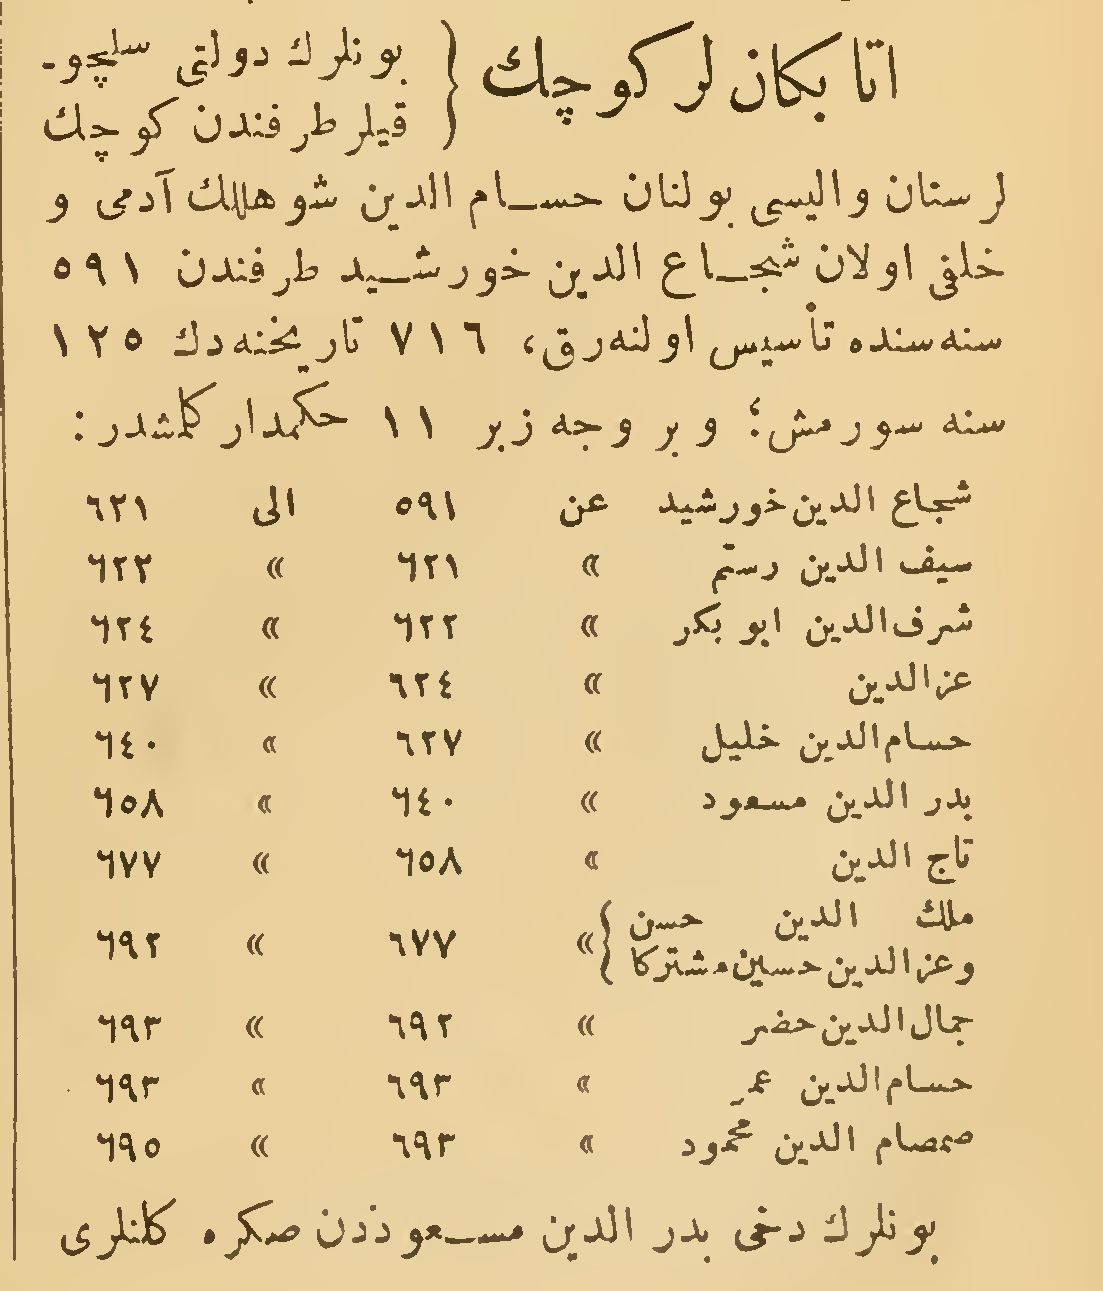 اتابكان لر كوچك { بونلرك دولتى سلچو-
قيلر طرفندن كوچك
لرستان واليسى بولنان حسام الدين شوهللك آدمى و
خلفى اولان شجاع الدين خورشيد طرفندن ٥٩١
سنه سنده تأسيس اولنه رق، ٧١٦ تاريخنه دك ١٢٥
سنه سورمش؛ و بر وجه زير ١١ حكمدار كلمشدر:
شجاع الدين خورشيد عن ٥٩١ الى ٦٢١
سيف الدين رستم » ٦٢١ » ٦٢٢
شرف الدين ابو بكر » ٦٢٢ » ٦٢٤
عز الدين » ٦٢٤ » ٦٢٧
حسام الدين خليل » ٦٢٧ » ٦٤٠
بدر الدين مسعود » ٦٤٠ » ٦٥٨
تاج الدين » ٦٥٨ » ٦٧٧
ملك الدين حسن
وعز الدين حسين مشتركا } » ٦٧٧ » ٦٩٢
جمال الدين خضر » ٦٩٢ » ٦٩٣
حسام الدين عمر » ٦٩٣ » ٦٩٣
صمصام الدين محمود » ٦٩٣ » ٦٩٥
بونلرك دخى بدر الدين مسعوددن صكره كلنلرى